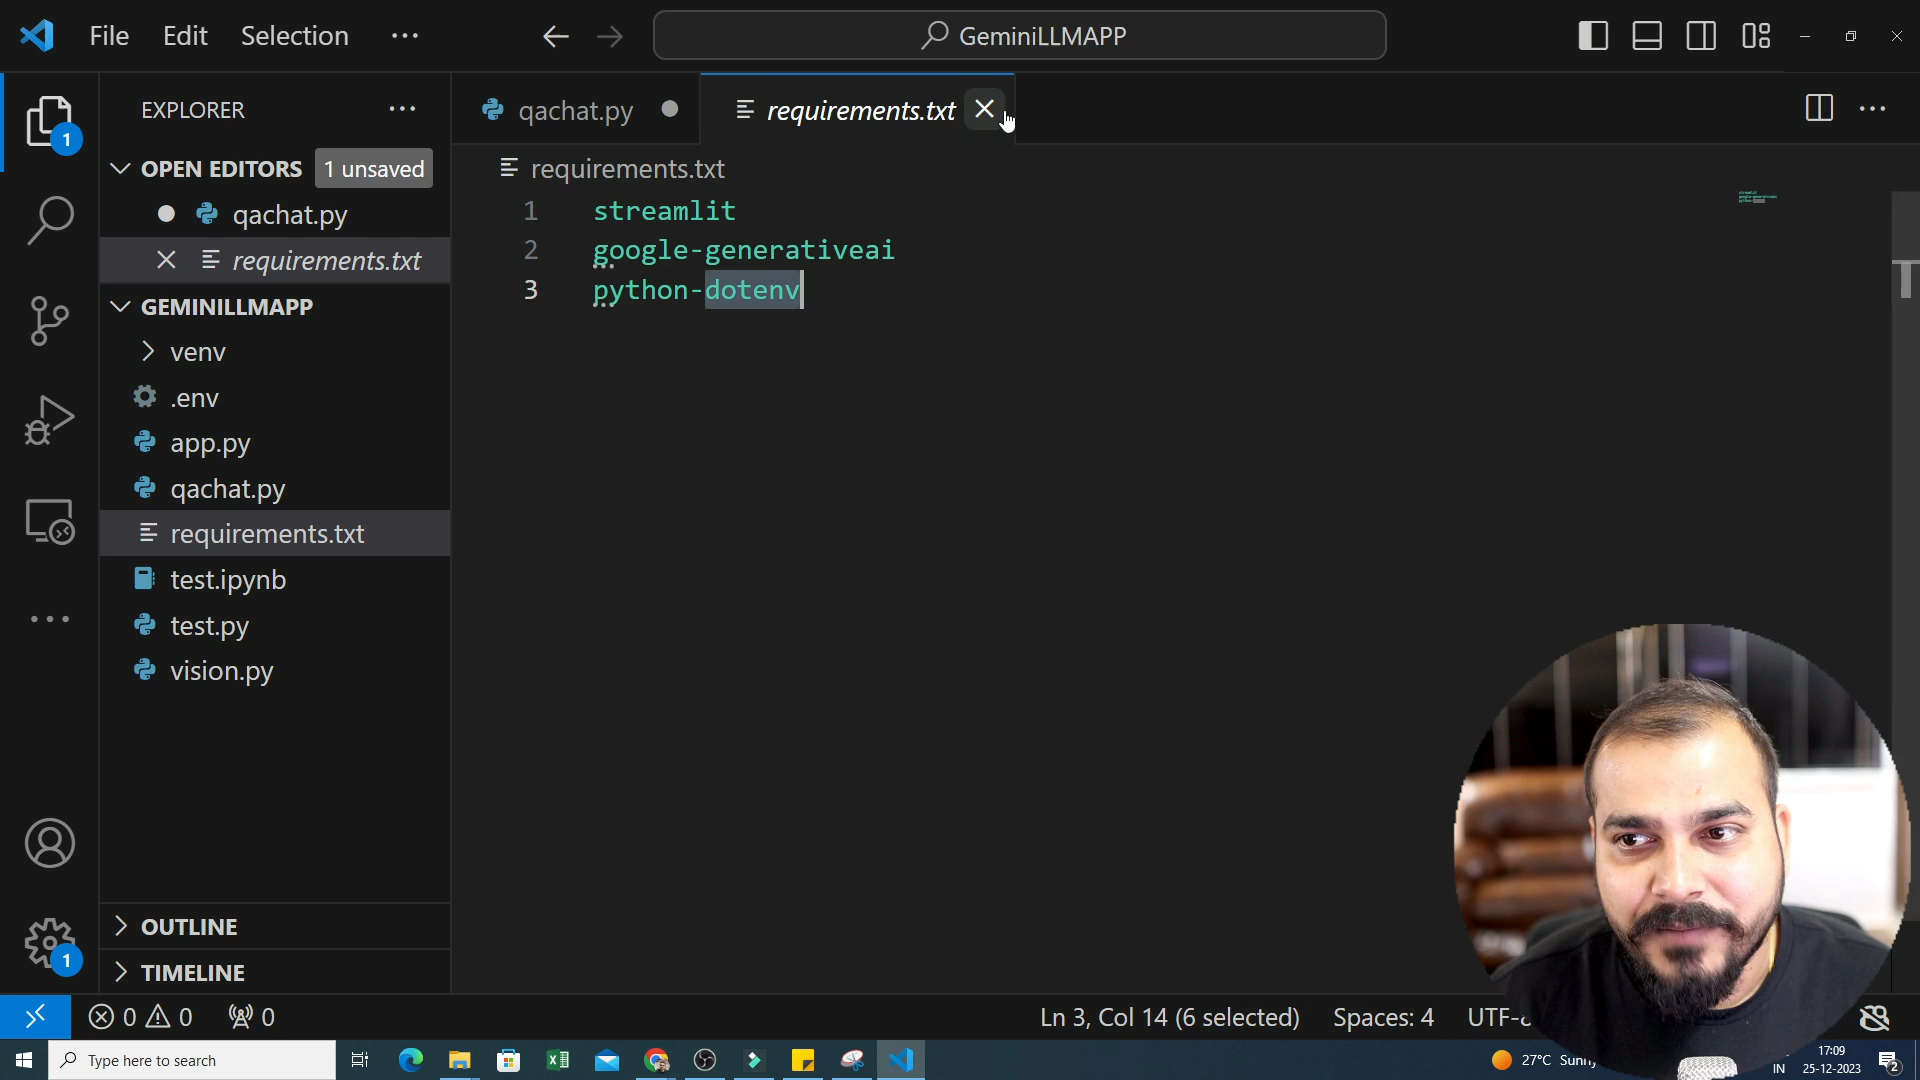 File Edit Selection ···
GeminiLLMAPP
EXPLORER ···
qachat.py
requirements.txt
···
OPEN EDITORS 1 unsaved
qachat.py
requirements.txt
GEMINILLMAPP
venv
.env
app.py
qachat.py
requirements.txt
test.ipynb
test.py
vision.py
OUTLINE
TIMELINE
requirements.txt
1 streamlit
2 google-generativeai
3 python-dotenv
1
1
0 0 0
Ln 3, Col 14 (6 selected) Spaces: 4
Type here to search
27°C
IN
17:09
25-12-2023
2